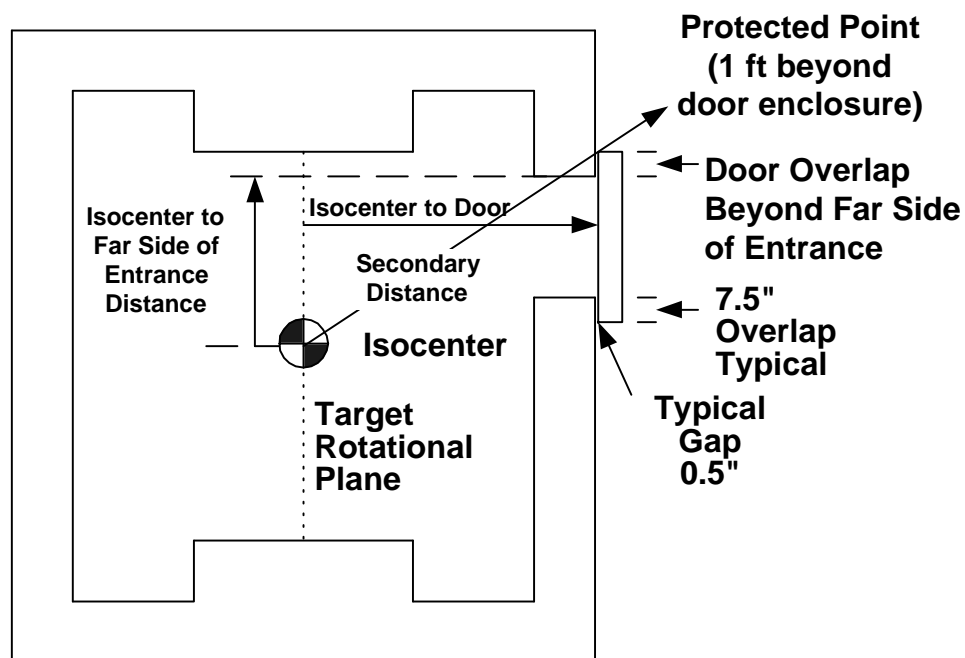 Protected Point
(1 ft beyond
door enclosure)
Door Overlap
Beyond Far Side
of Entrance
Isocenter to
Far Side of
Entrance
Distance
Isocenter to Door
Secondary
Distance
Isocenter
7.5"
Overlap
Typical
Target
Rotational
Plane
Typical
Gap
0.5"